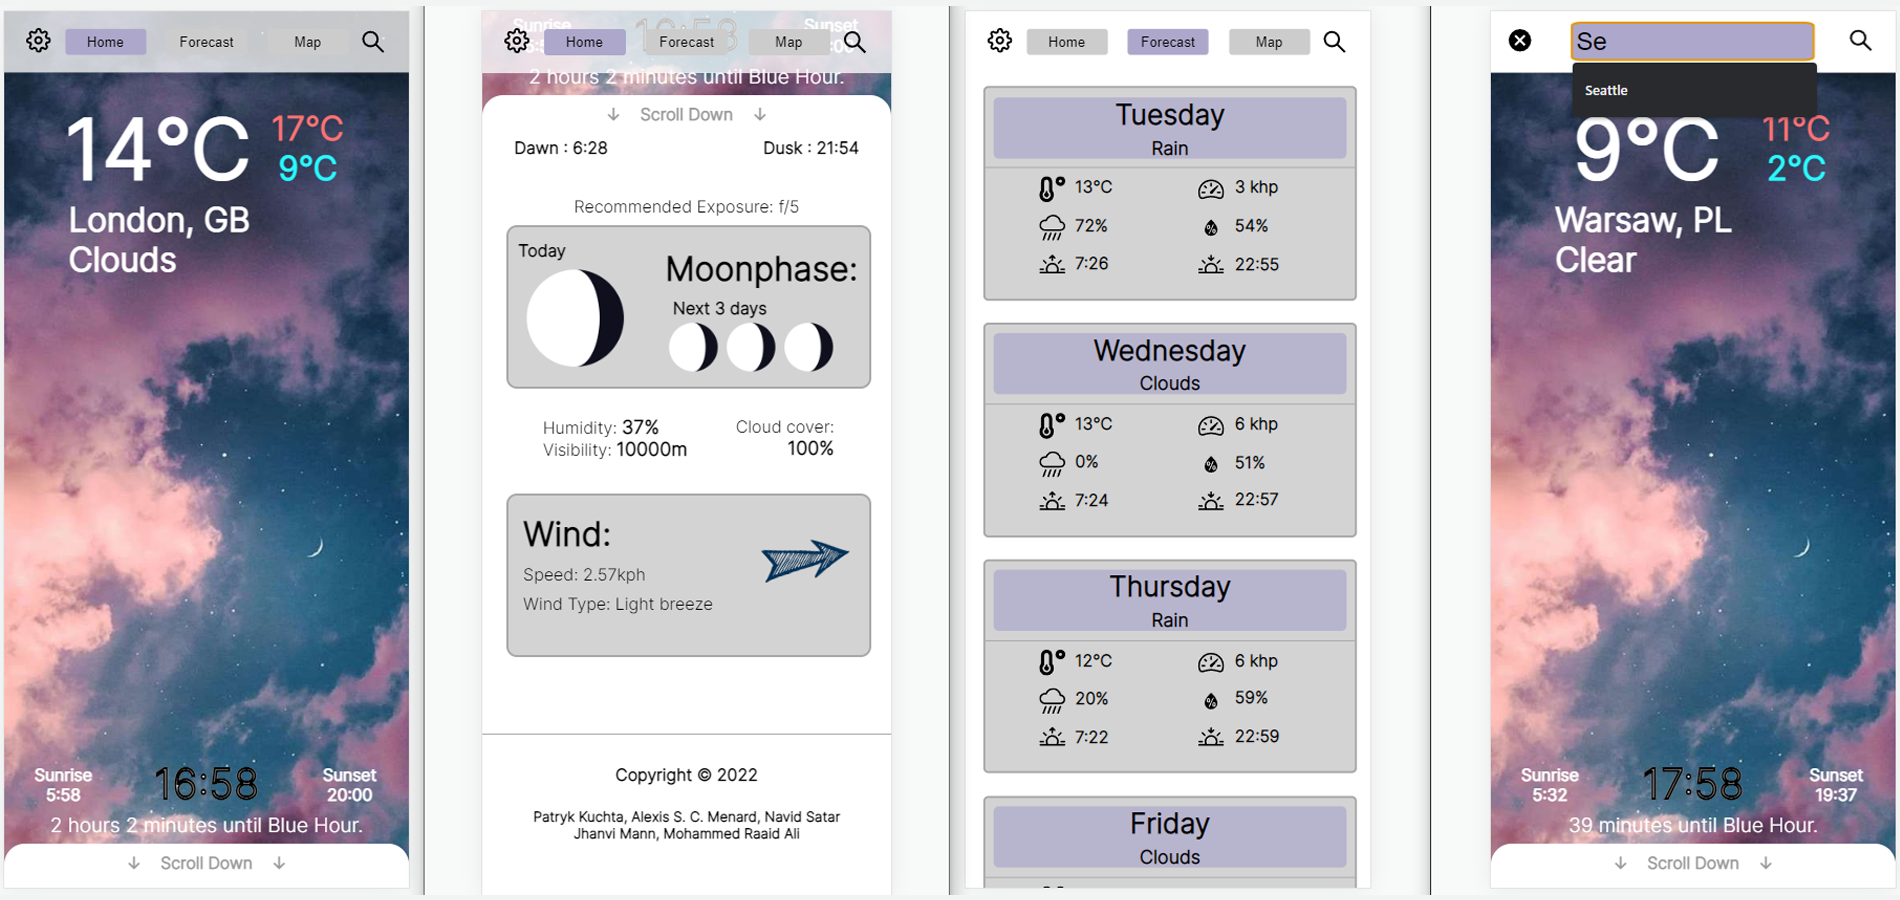 Home Forecast Map
14°C 17°C
9°C
London, GB
Clouds
Sunrise 16:58 Sunset
5:58 20:00
2 hours 2 minutes until Blue Hour.
↓ Scroll Down ↓
Sunrise 16:58 Sunset
Home Forecast Map
2 hours 2 minutes until Blue Hour.
↓ Scroll Down ↓
Dawn : 6:28 Dusk : 21:54
Recommended Exposure: f/5
Today
Moonphase:
Next 3 days
Humidity: 37% Cloud cover:
Visibility: 10000m 100%
Wind:
Speed: 2.57kph
Wind Type: Light breeze
Copyright © 2022
Patryk Kuchta, Alexis S. C. Menard, Navid Satar
Jhanvi Mann, Mohammed Raaid Ali
Home Forecast Map
Tuesday
Rain
13°C 3 khp
72% 54%
7:26 22:55
Wednesday
Clouds
13°C 6 khp
0% 51%
7:24 22:57
Thursday
Rain
12°C 6 khp
20% 59%
7:22 22:59
Friday
Clouds
Se
Seattle
9°C 11°C
2°C
Warsaw, PL
Clear
Sunrise 17:58 Sunset
5:32 19:37
39 minutes until Blue Hour.
↓ Scroll Down ↓